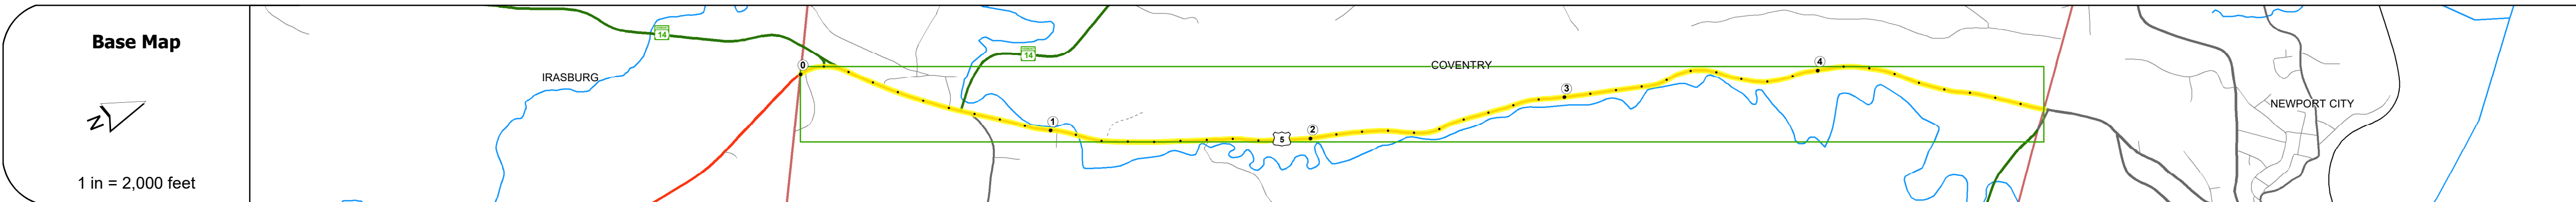 Base Map
N
1 in = 2,000 feet
14
IRASBURG
0
14
1
5
2
COVENTRY
3
4
NEWPORT CITY